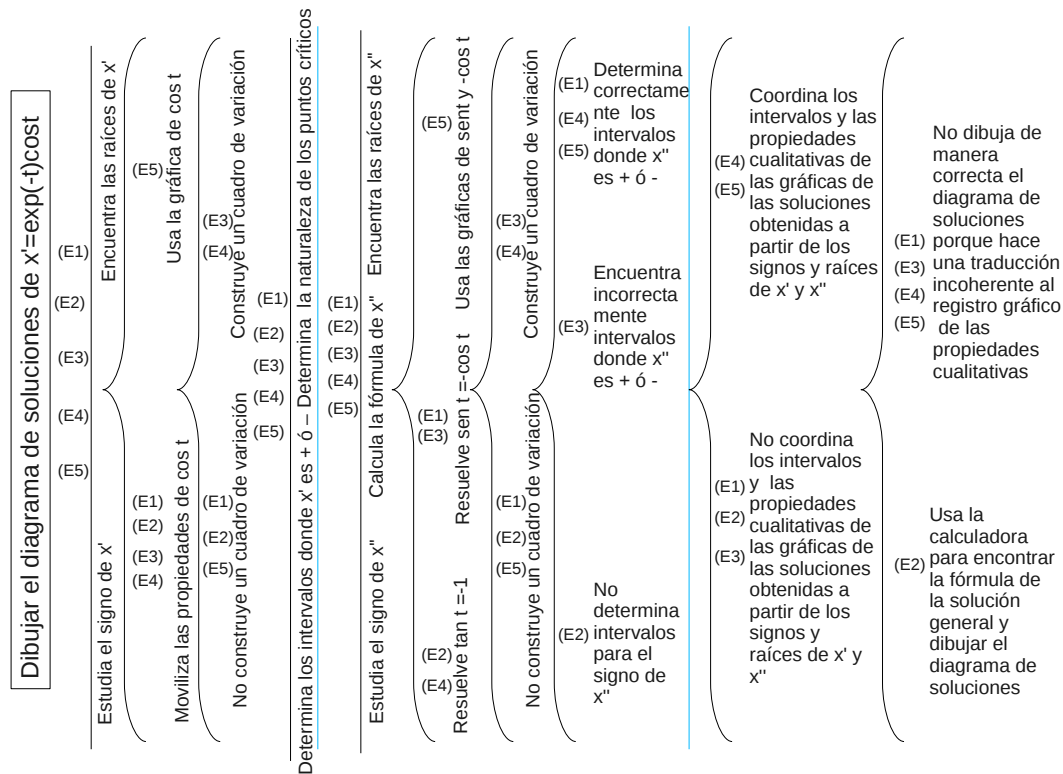 Dibujar el diagrama de soluciones de x'=exp(-t)cost
(E1)
(E2)
(E3)
(E4)
(E5)
Estudia el signo de x'
Encuentra las raíces de x'
(E5)
(E1)
(E2)
(E3)
(E4)
Moviliza las propiedades de cos t
Usa la gráfica de cos t
(E3)
(E4)
(E1)
(E2)
(E5)
No construye un cuadro de variación
Construye un cuadro de variación
(E1)
(E2)
(E3)
(E4)
(E5)
Determina los intervalos donde x' es + ó – Determina la naturaleza de los puntos críticos
(E1)
(E2)
(E3)
(E4)
(E5)
Estudia el signo de x"
Calcula la fórmula de x"
Encuentra las raíces de x"
(E5)
(E1)
(E3)
(E2)
(E4)
Resuelve tan t =-1
Resuelve sen t =-cos t
Usa las gráficas de sent y -cos t
(E3)
(E4)
(E1)
(E2)
(E5)
No construye un cuadro de variación
Construye un cuadro de variación
(E1)
(E4)
(E5)
Determina
correctame
nte los
intervalos
donde x"
es + ó -
(E3)
Encuentra
incorrecta
mente
intervalos
donde x"
es + ó -
(E2)
No
determina
intervalos
para el
signo de
x"
(E4)
(E5)
Coordina los
intervalos y las
propiedades
cualitativas de
las gráficas de
las soluciones
obtenidas a
partir de los
signos y raíces
de x' y x"
(E1)
(E2)
(E3)
No coordina
los intervalos
y las
propiedades
cualitativas de
las gráficas de
las soluciones
obtenidas a
partir de los
signos y
raíces de x' y
x"
(E1)
(E3)
(E4)
(E5)
No dibuja de
manera
correcta el
diagrama de
soluciones
porque hace
una traducción
incoherente al
registro gráfico
de las
propiedades
cualitativas
(E2)
Usa la
calculadora
para encontrar
la fórmula de
la solución
general y
dibujar el
diagrama de
soluciones